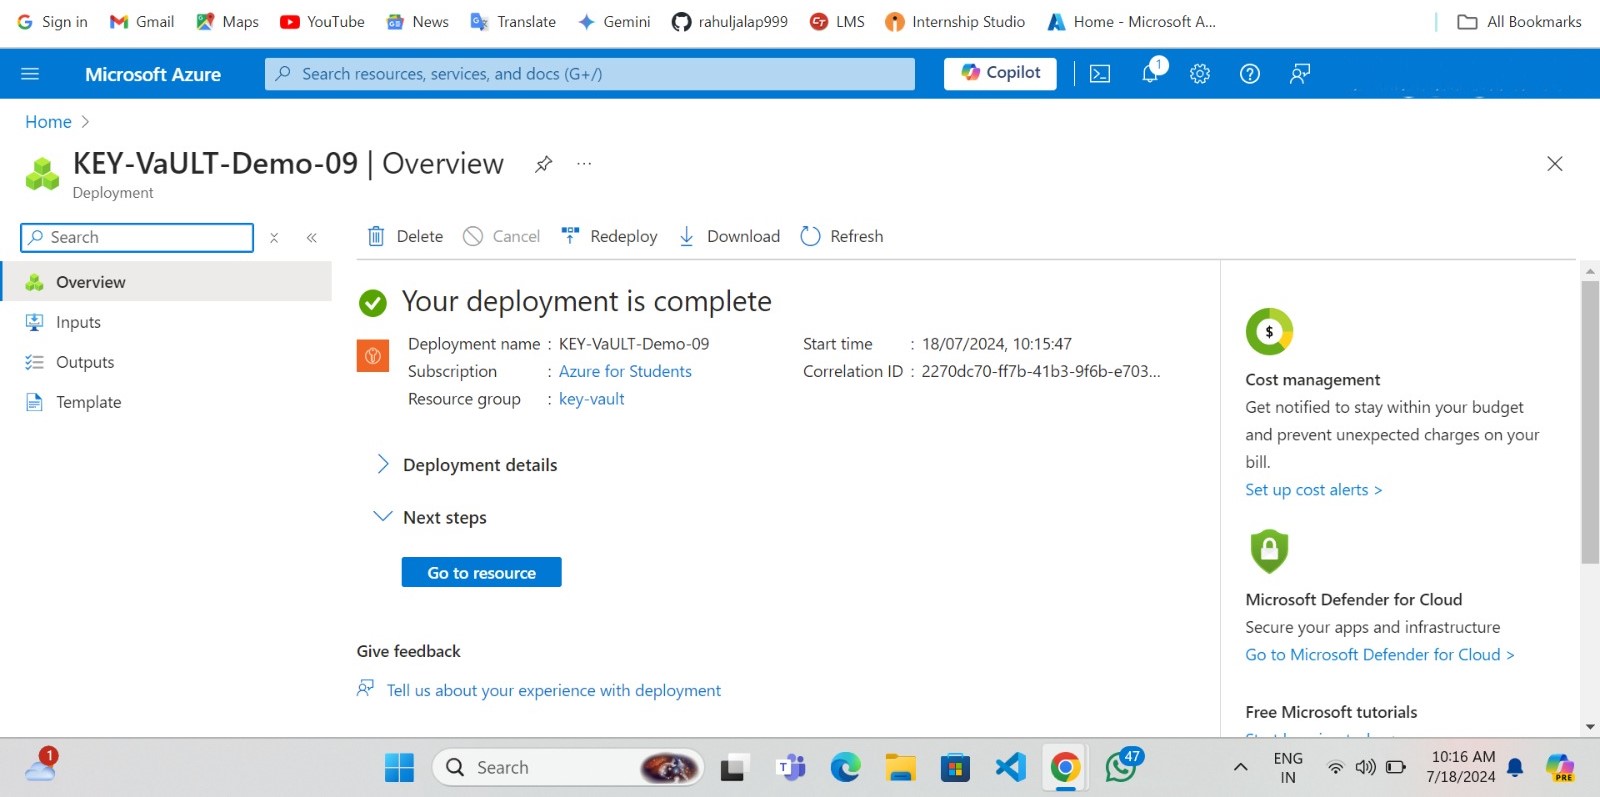 Sign in Gmail Maps YouTube News Translate Gemini rahuljalap999 LMS Internship Studio Home - Microsoft A... All Bookmarks
Microsoft Azure Search resources, services, and docs (G+/) Copilot 1
Home >
KEY-VaULT-Demo-09 | Overview ...
Deployment
Search
Delete Cancel Redeploy Download Refresh
Overview
Inputs
Outputs
Template
Your deployment is complete
Deployment name : KEY-VaULT-Demo-09
Subscription : Azure for Students
Resource group : key-vault
Start time : 18/07/2024, 10:15:47
Correlation ID : 2270dc70-ff7b-41b3-9f6b-e703...
Deployment details
Next steps
Go to resource
Give feedback
Tell us about your experience with deployment
$
Cost management
Get notified to stay within your budget
and prevent unexpected charges on your
bill.
Set up cost alerts >
Microsoft Defender for Cloud
Secure your apps and infrastructure
Go to Microsoft Defender for Cloud >
Free Microsoft tutorials
1
Search
47
ENG
IN
10:16 AM
7/18/2024
PRE